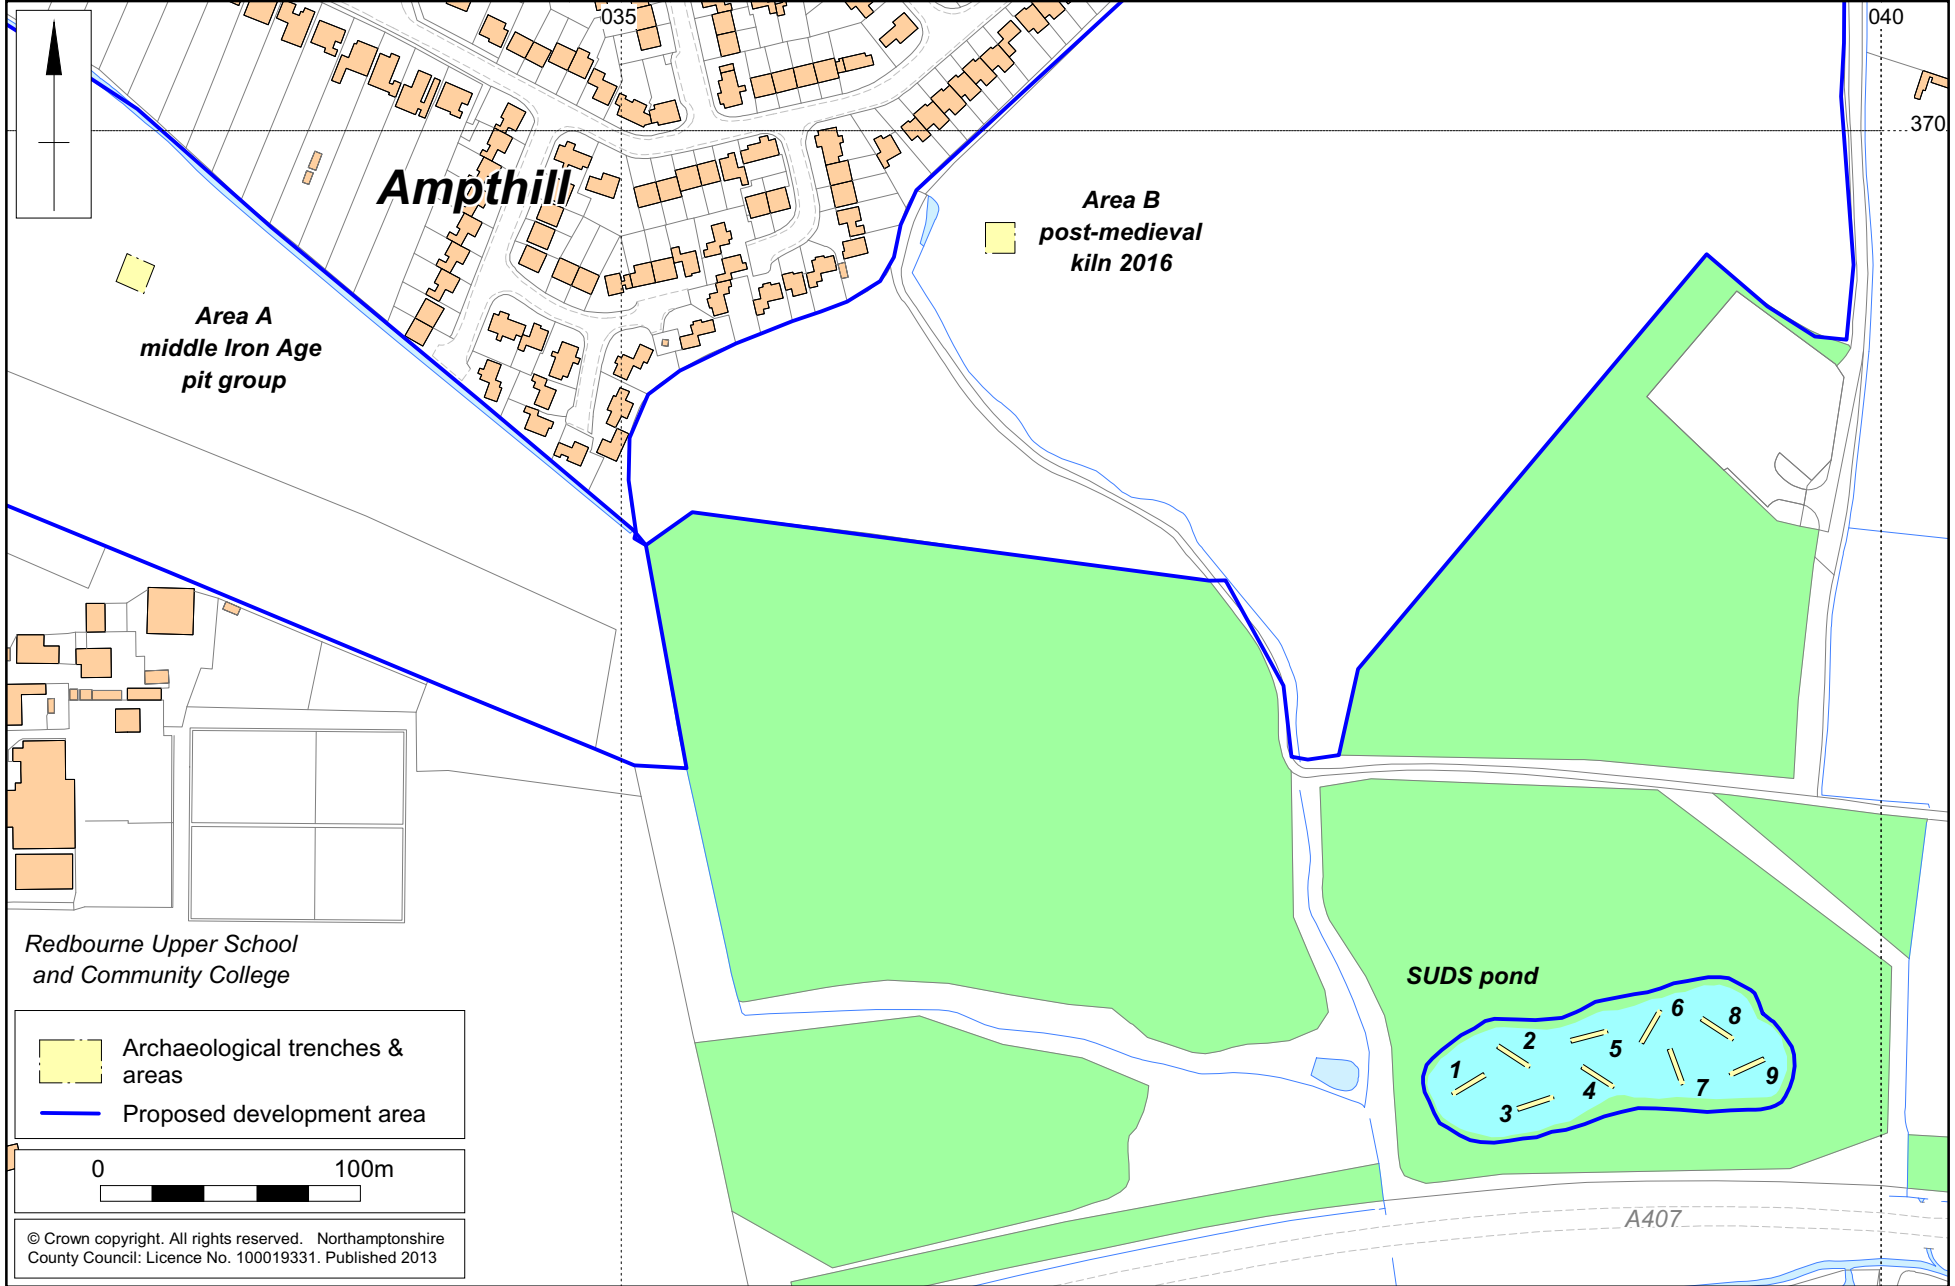 035
040
370
Ampthill
Area B
post-medieval
kiln 2016
Area A
middle Iron Age
pit group
Redbourne Upper School
and Community College
SUDS pond
1
2
3
4
5
6
7
8
9
A407
Archaeological trenches &
areas
Proposed development area
0 100m
© Crown copyright. All rights reserved. Northamptonshire
County Council: Licence No. 100019331. Published 2013